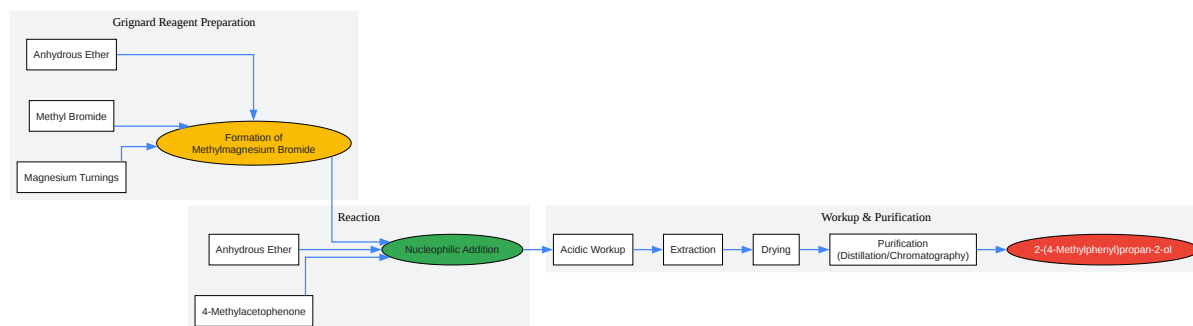 Grignard Reagent Preparation
Anhydrous Ether
Methyl Bromide
Formation of
Methylmagnesium Bromide
Magnesium Turnings
Reaction
Anhydrous Ether
Nucleophilic Addition
4-Methylacetophenone
Workup & Purification
Acidic Workup
Extraction
Drying
Purification
(Distillation/Chromatography)
2-(4-Methylphenyl)propan-2-ol